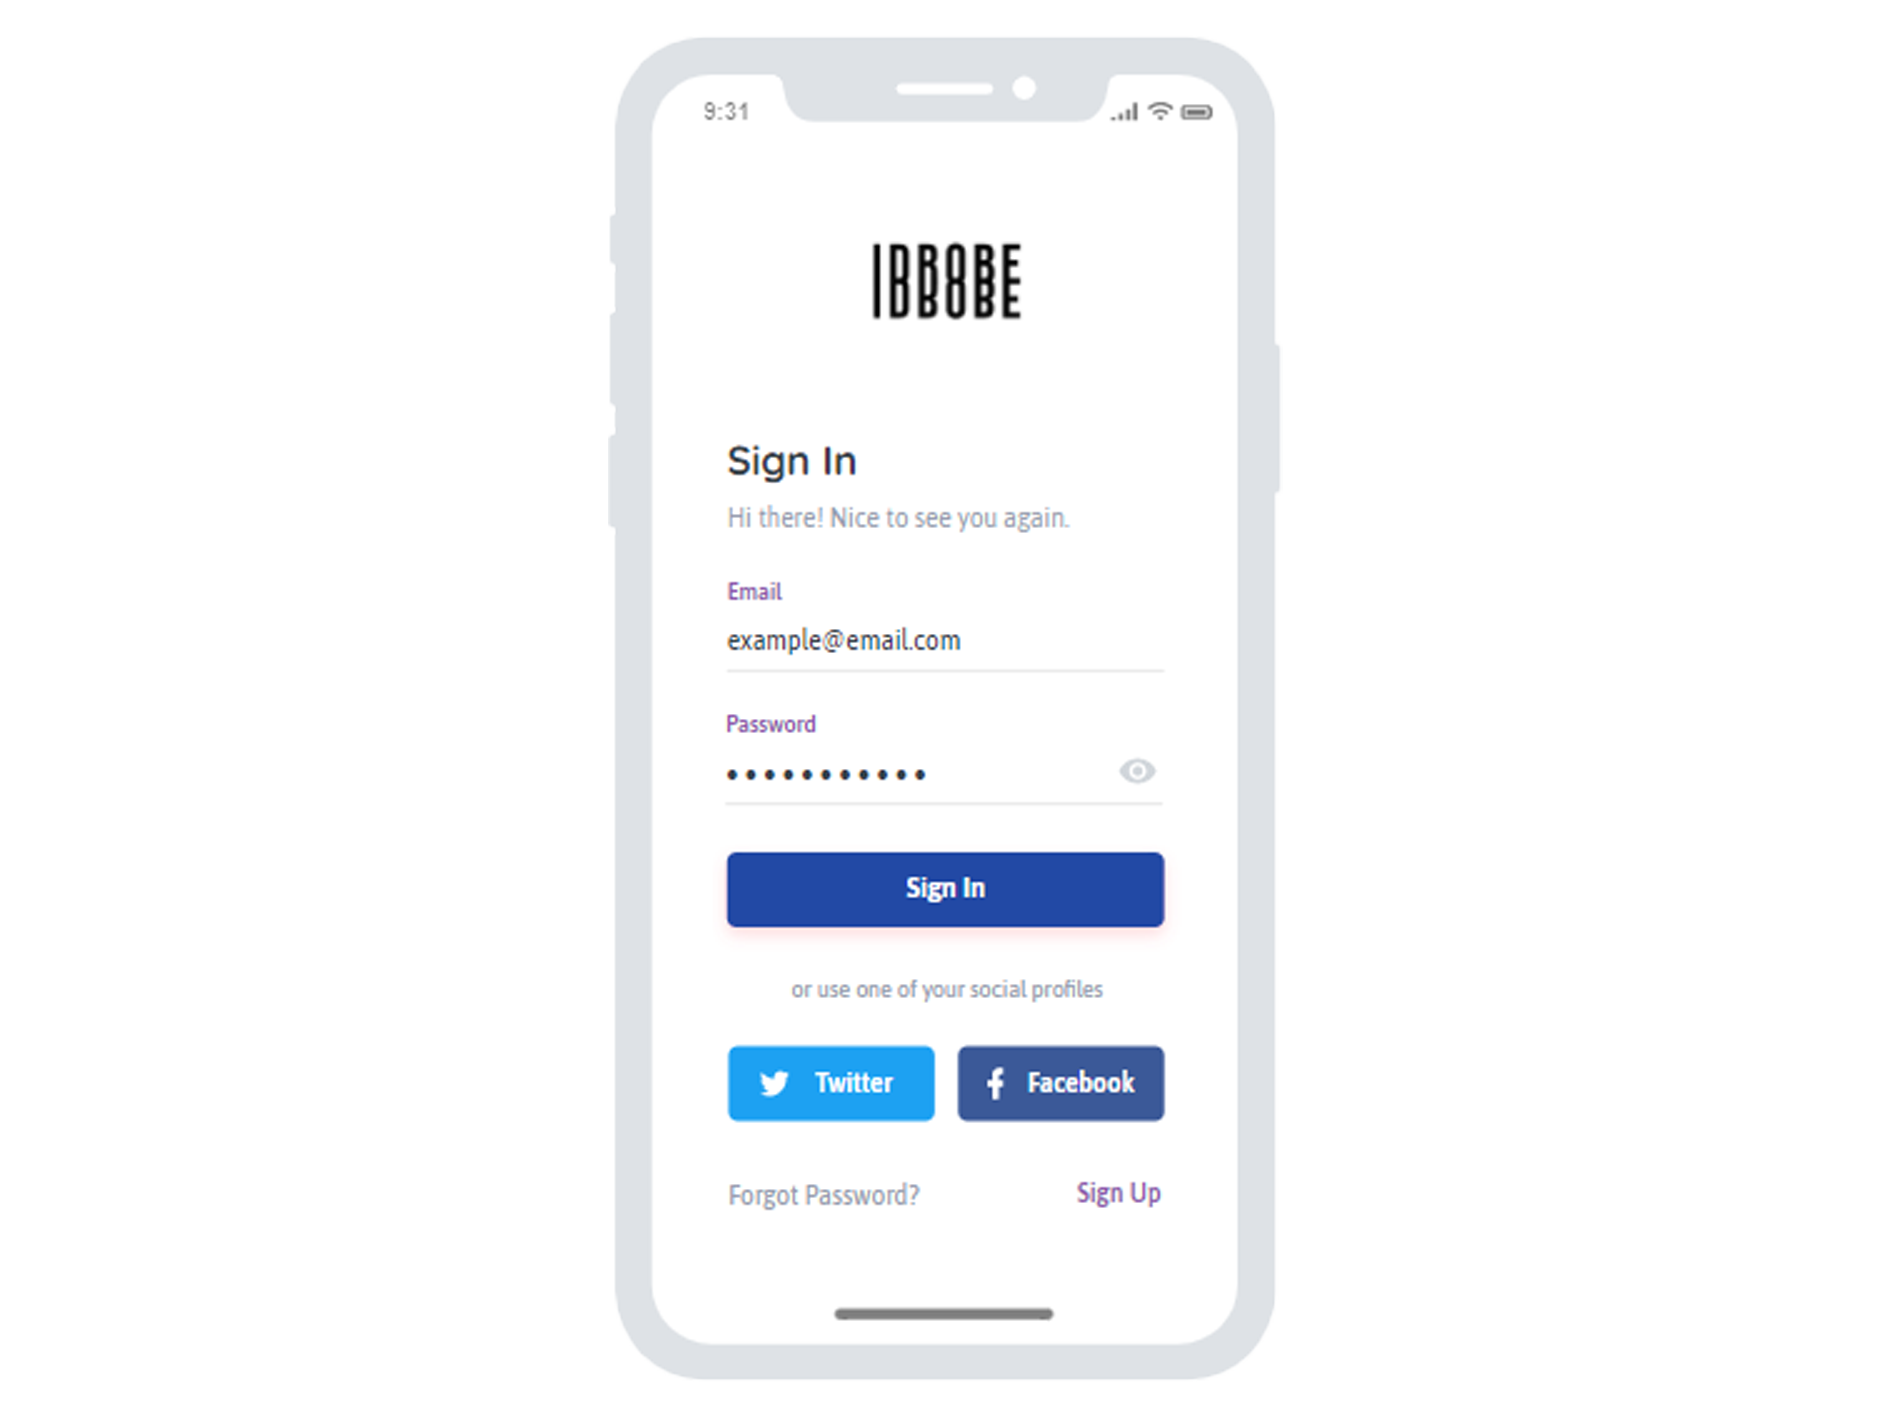 9:31
IDBOBE
Sign In
Hi there! Nice to see you again.
Email
example@email.com
Password
Sign In
or use one of your social profiles
Twitter
Facebook
Forgot Password?
Sign Up